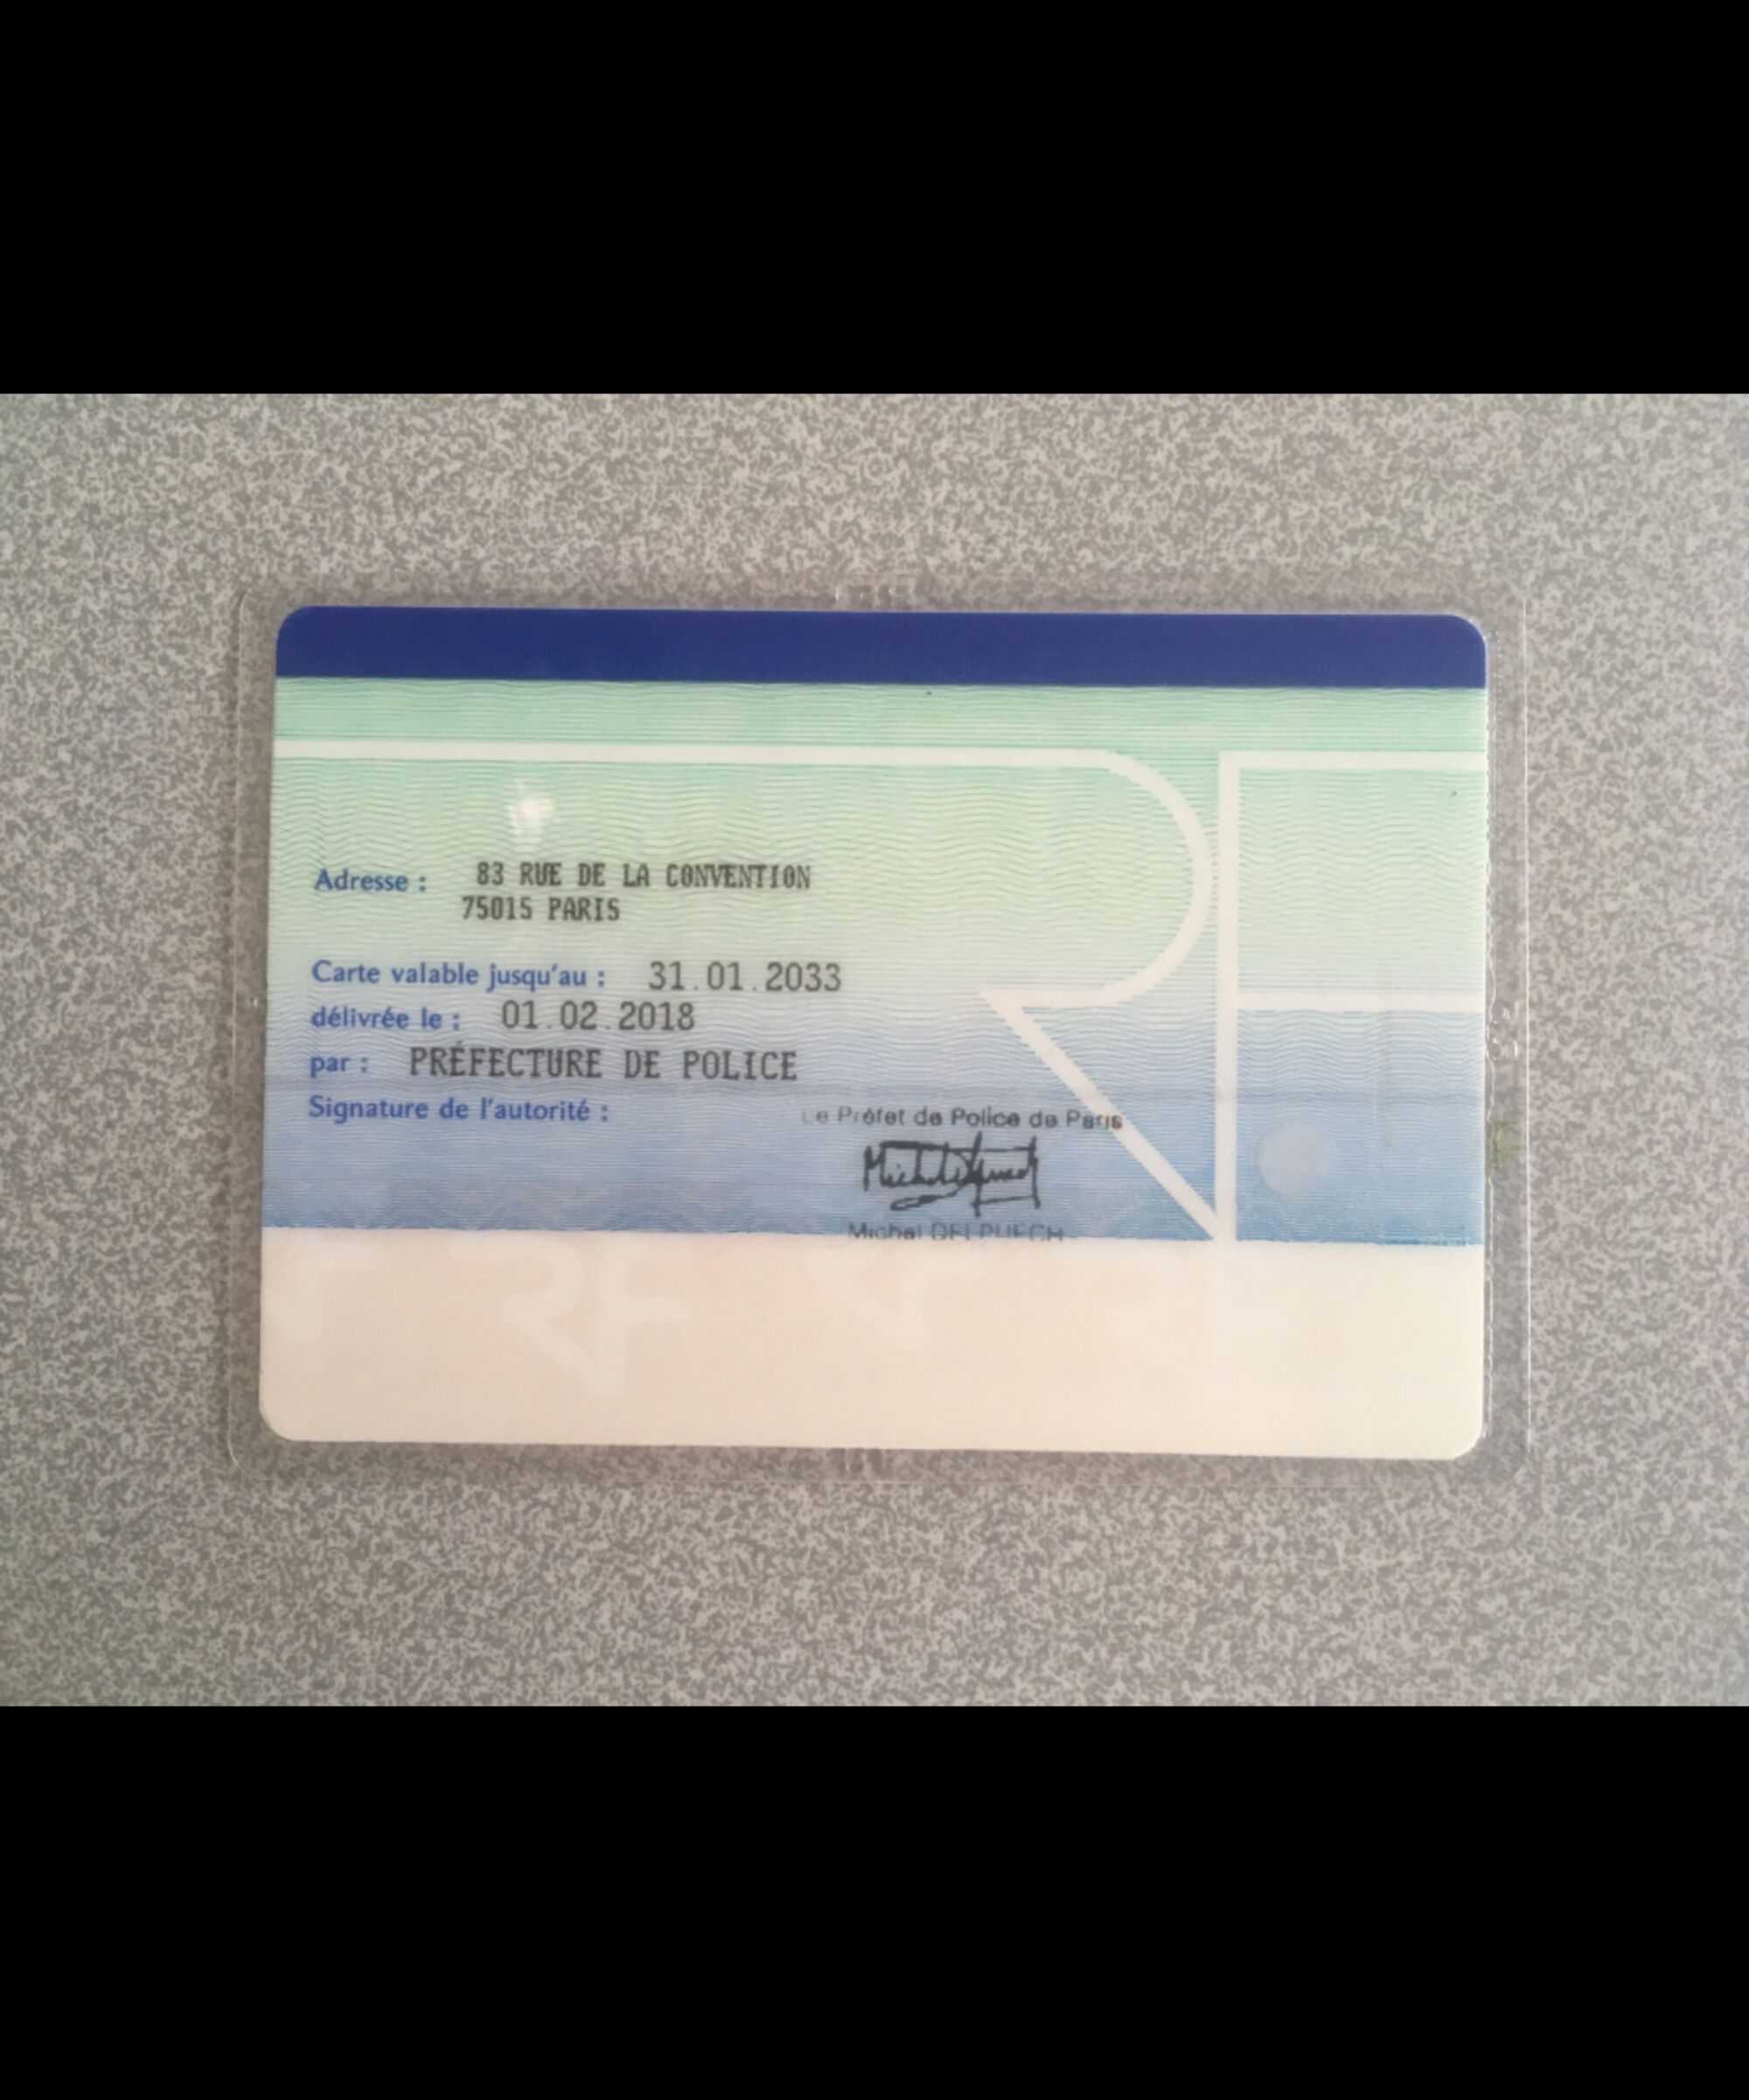 Adresse : 83 RUE DE LA CONVENTION
75015 PARIS
Carte valable jusqu'au : 31.01.2033
délivrée le : 01.02.2018
par : PRÉFECTURE DE POLICE
Signature de l'autorité :
Le Préfet de Police de Paris
Michel DELPUECH
RF